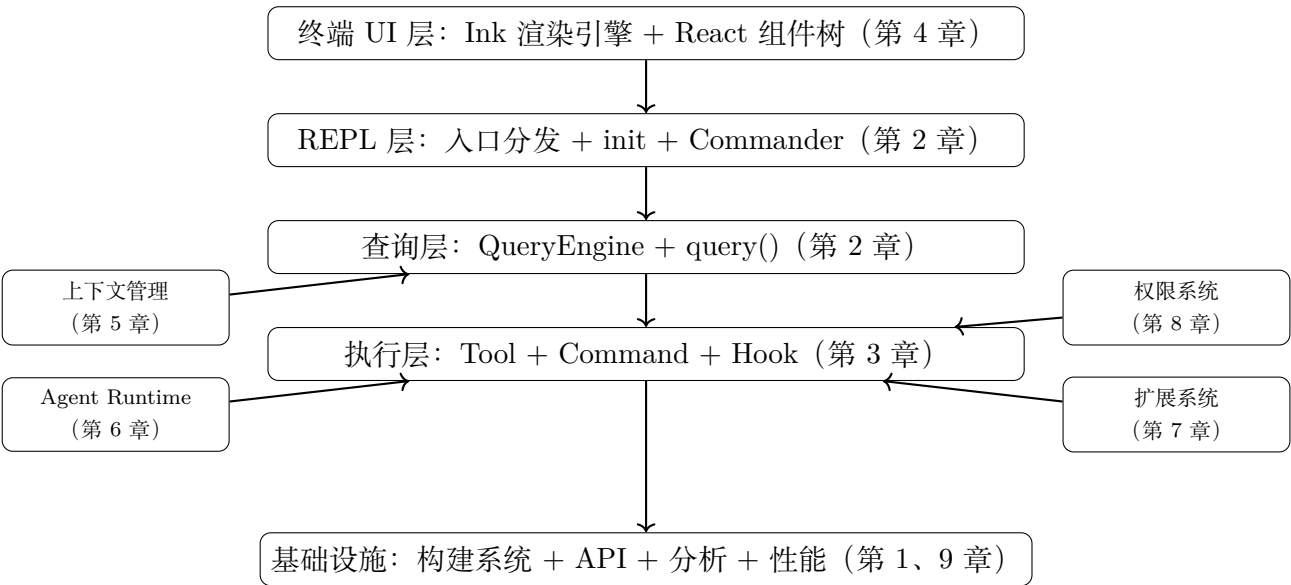 终端 UI 层：Ink 渲染引擎 + React 组件树（第 4 章）
REPL 层：入口分发 + init + Commander（第 2 章）
查询层：QueryEngine + query()（第 2 章）
上下文管理
（第 5 章）
权限系统
（第 8 章）
执行层：Tool + Command + Hook（第 3 章）
Agent Runtime
（第 6 章）
扩展系统
（第 7 章）
基础设施：构建系统 + API + 分析 + 性能（第 1、9 章）